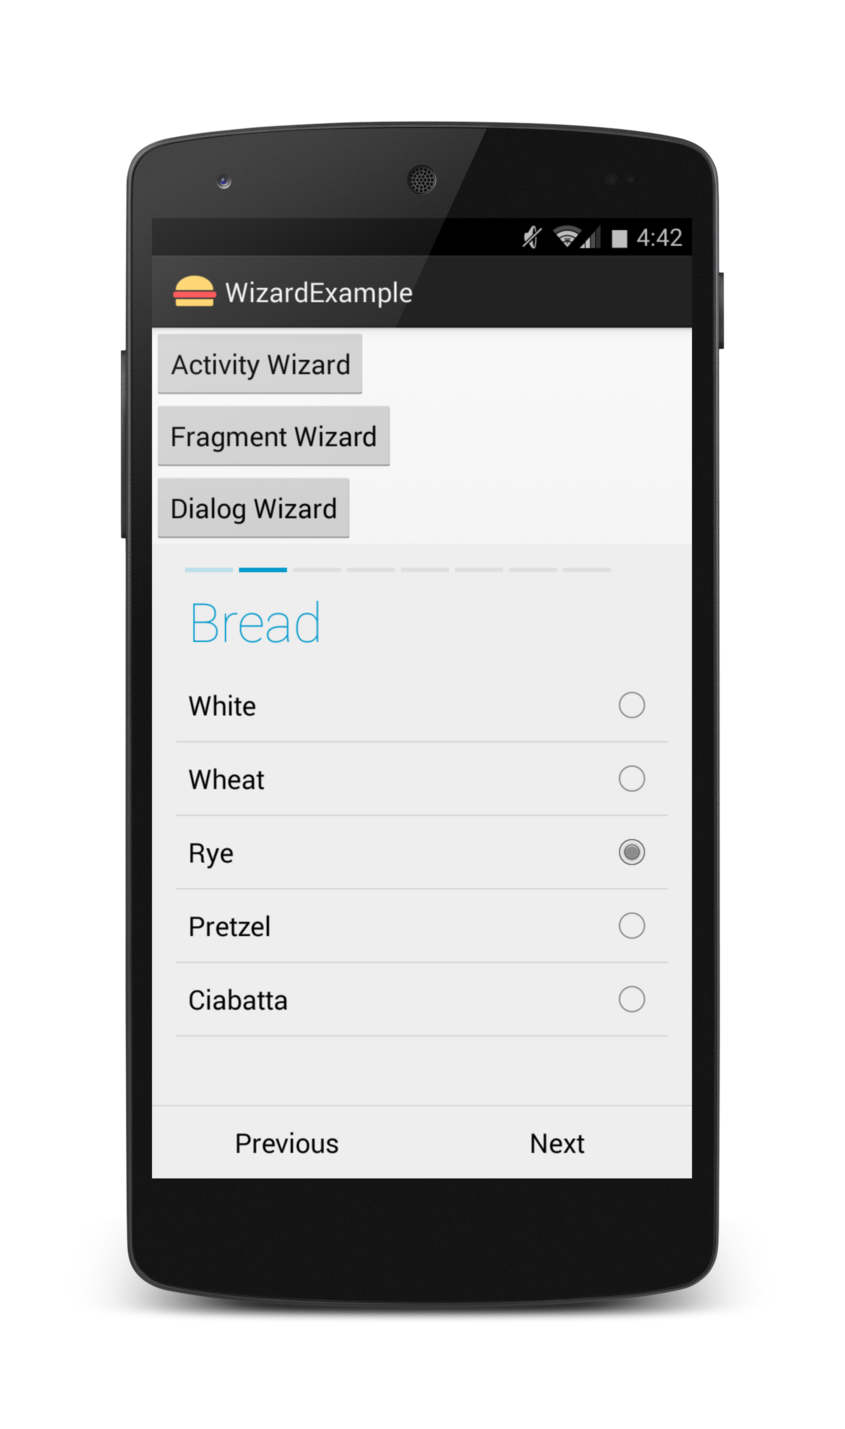 4:42
WizardExample
Activity Wizard
Fragment Wizard
Dialog Wizard
Bread
White
Wheat
Rye
Pretzel
Ciabatta
Previous Next